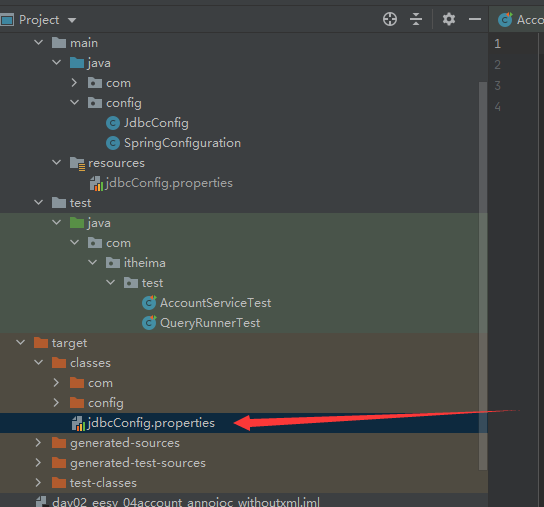 Project
Acco
main
1
java
2
com
3
config
4
JdbcConfig
SpringConfiguration
resources
jdbcConfig.properties
test
java
com
itheima
test
AccountServiceTest
QueryRunnerTest
target
classes
com
config
jdbcConfig.properties
generated-sources
generated-test-sources
test-classes
day02_eesy_04account_annoioc_withoutxml.iml